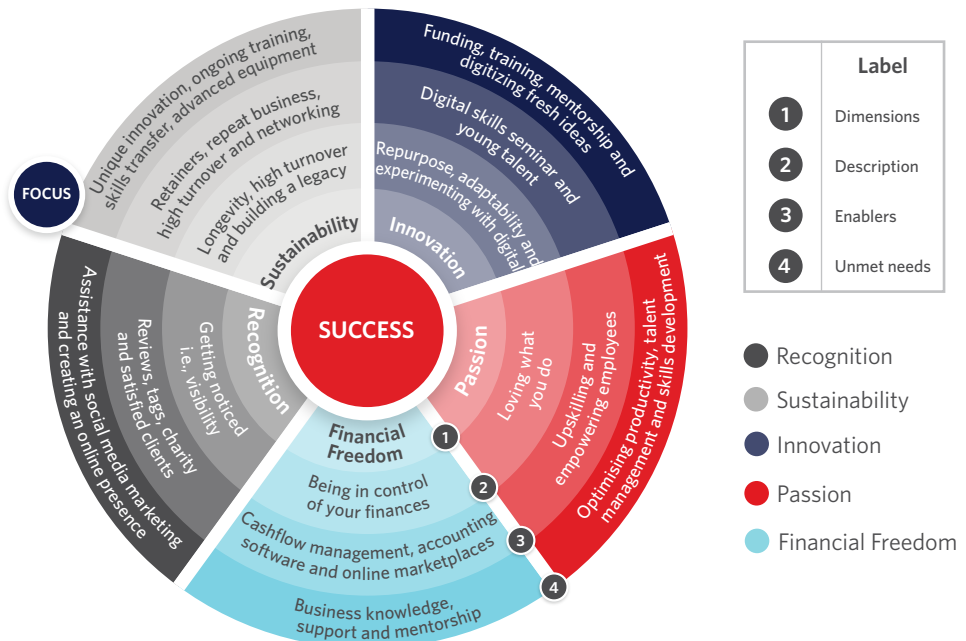 FOCUS
Unique innovation, ongoing training,
skills transfer, advanced equipment
Retainers, repeat business,
high turnover and networking
Longevity, high turnover
and building a legacy
Sustainability
Funding, training, mentorship and
digitizing fresh ideas
Digital skills seminar and
young talent
Repurpose, adaptability and
experimenting with digital
Innovation
SUCCESS
Assistance with social media marketing
and creating an online presence
Reviews, tags, charity
and satisfied clients
Getting noticed
i.e., visibility
Recognition
Passion
Loving what
you do
Upskilling and
empowering employees
Optimising productivity, talent
management and skills development
Financial
Freedom
Being in control
of your finances
Cashflow management, accounting
software and online marketplaces
Business knowledge,
support and mentorship
1
2
3
4
Label
1 Dimensions
2 Description
3 Enablers
4 Unmet needs
Recognition
Sustainability
Innovation
Passion
Financial Freedom